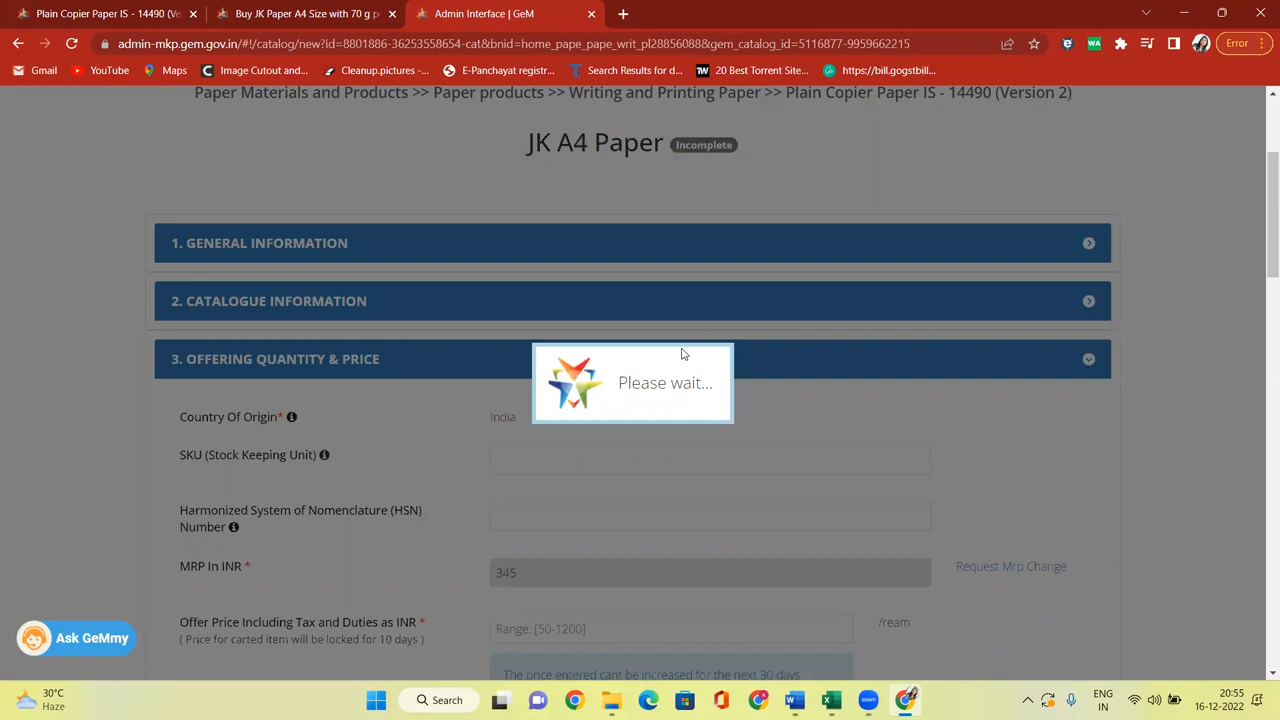 Plain Copier Paper IS - 14490 (Ve
Buy JK Paper A4 Size with 70 g p
Admin Interface | GeM
admin-mkp.gem.gov.in/#!/catalog/new?id=8801886-36253558654-cat&bnid=home_pape_pape_writ_pl28856088&gem_catalog_id=5116877-9959662215
WA
Error
Gmail
YouTube
Maps
Image Cutout and...
Cleanup.pictures -...
E-Panchayat registr...
Search Results for d...
20 Best Torrent Site...
https://bill.gogstbill...
Paper Materials and Products >> Paper products >> Writing and Printing Paper >> Plain Copier Paper IS - 14490 (Version 2)
JK A4 Paper Incomplete
1. GENERAL INFORMATION
2. CATALOGUE INFORMATION
3. OFFERING QUANTITY & PRICE
Please wait...
Country Of Origin*
India
SKU (Stock Keeping Unit)
Harmonized System of Nomenclature (HSN)
Number
MRP In INR *
345
Request Mrp Change
Offer Price Including Tax and Duties as INR *
( Price for carted item will be locked for 10 days )
Range: [50-1200]
/ream
The price entered cant be increased for the next 30 days
Ask GeMmy
30°C
Haze
Search
ENG
IN
20:55
16-12-2022